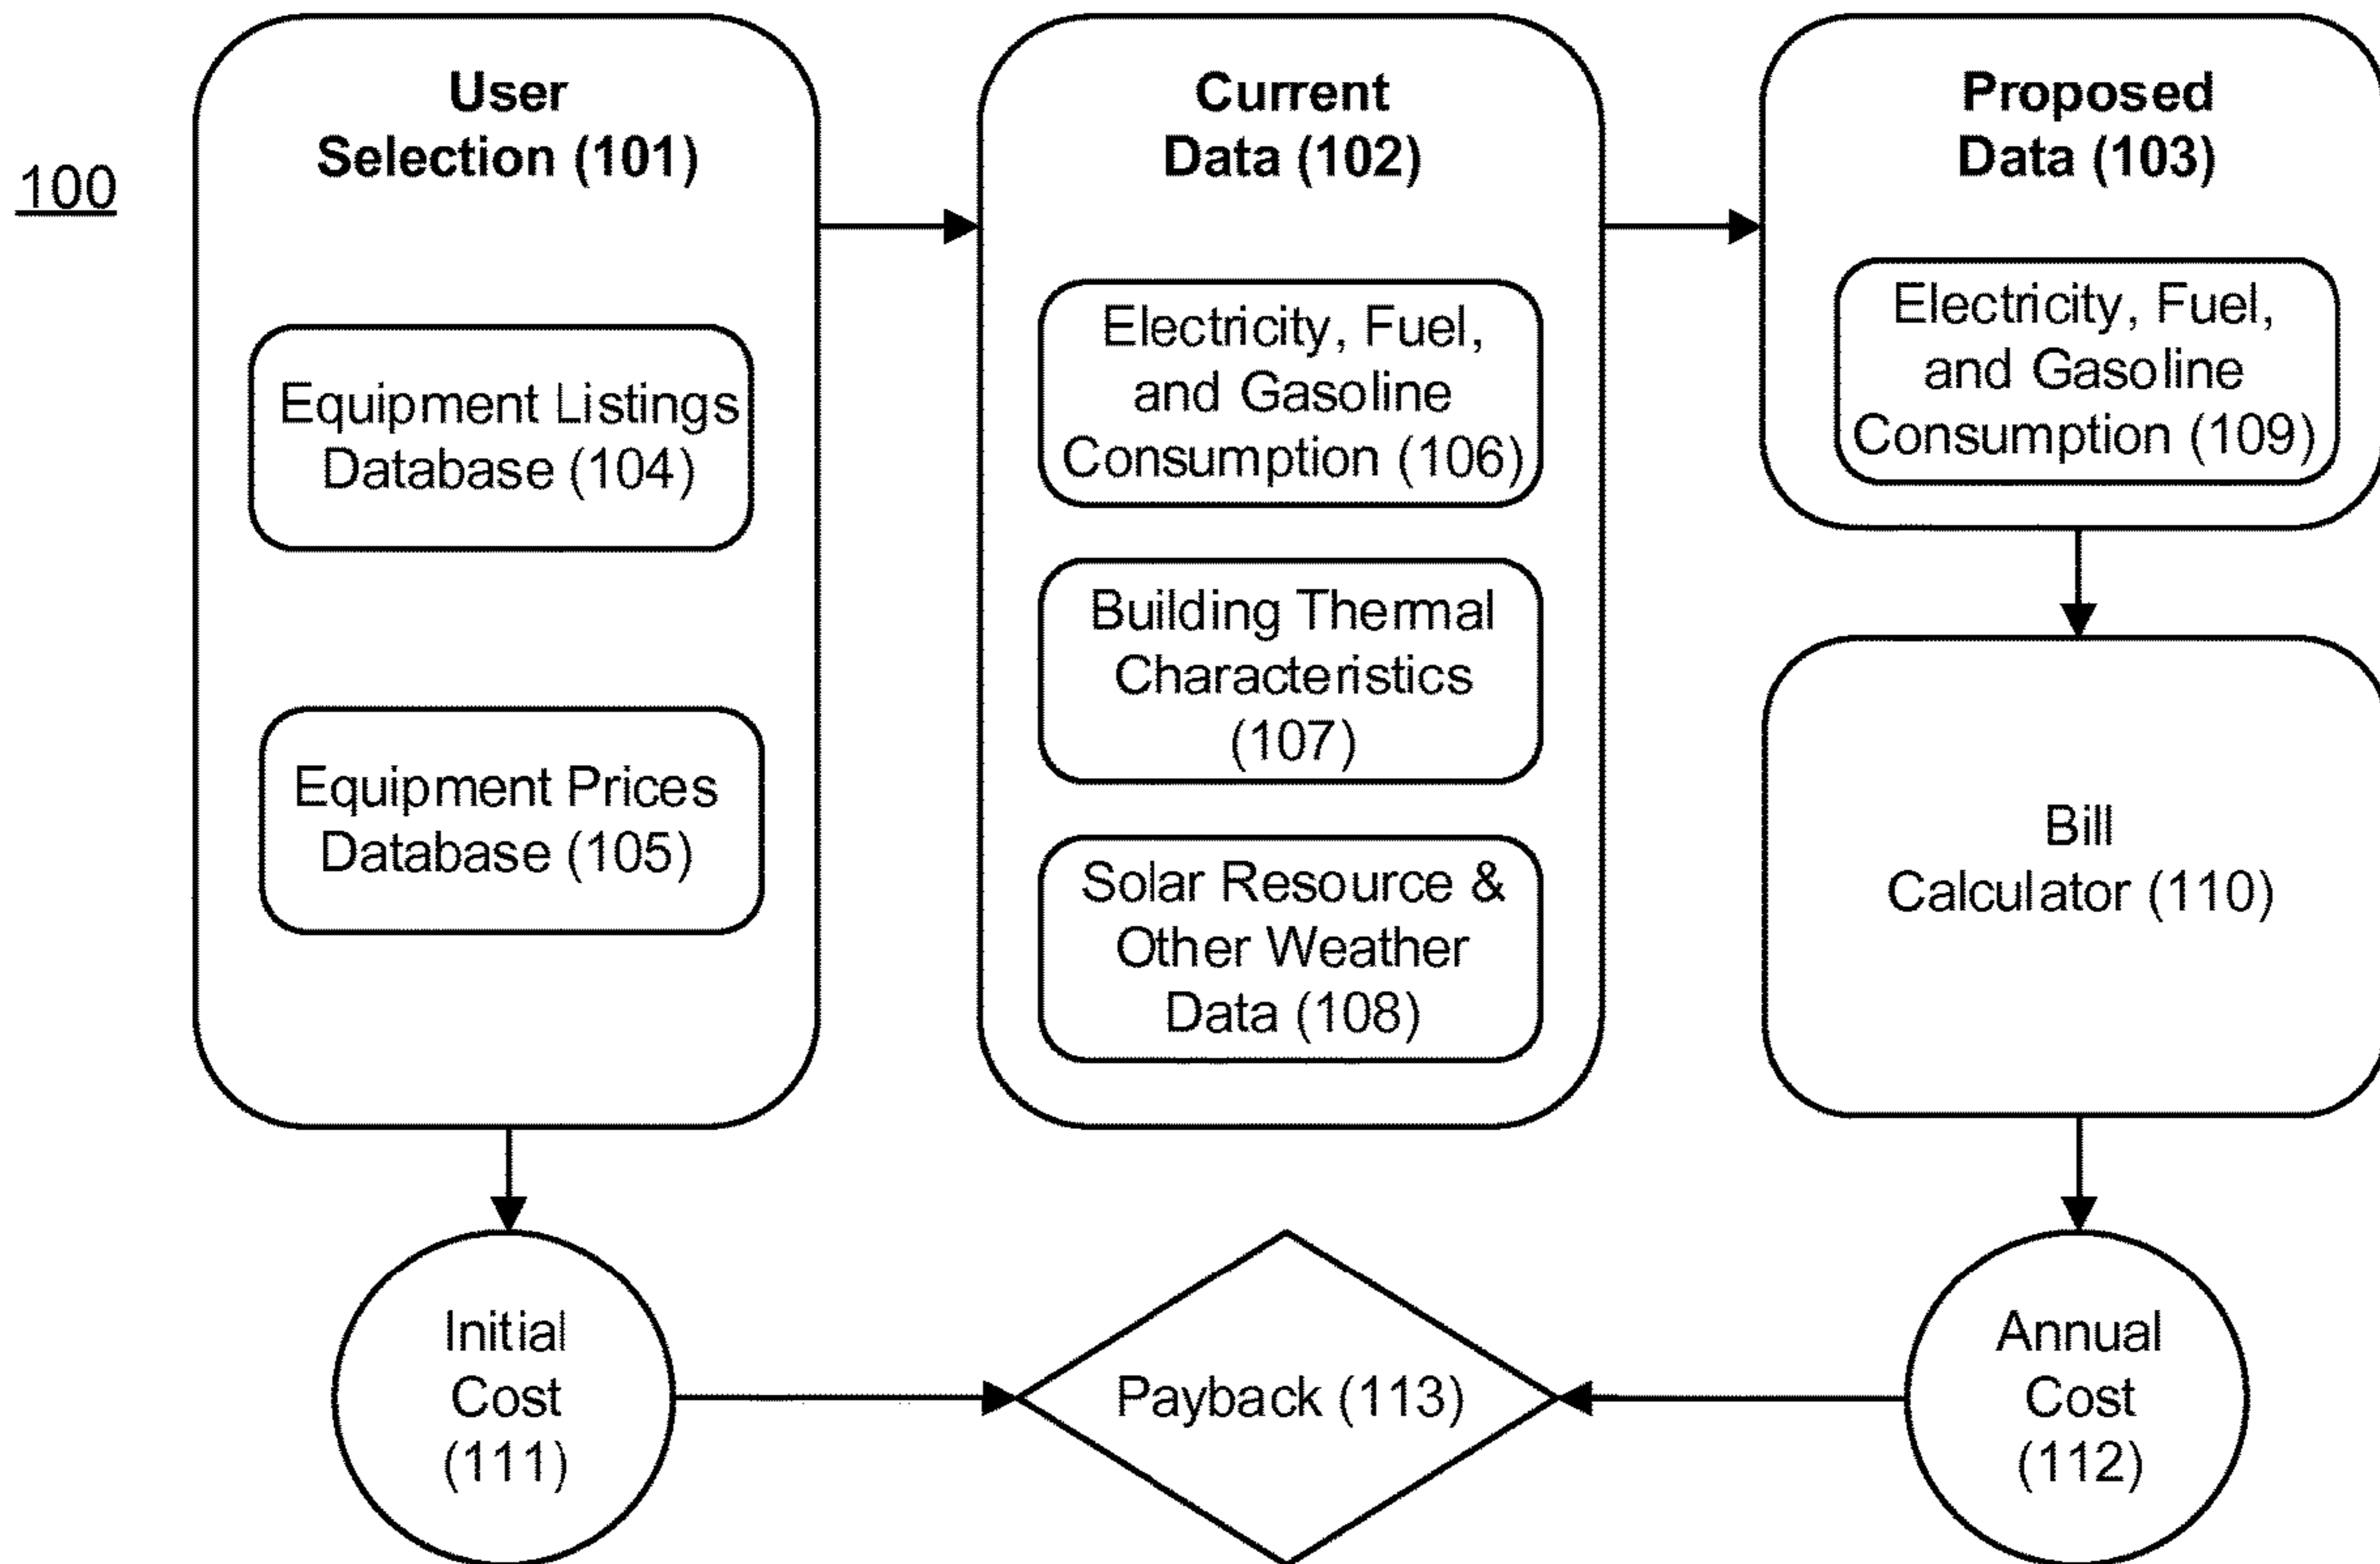 100
User
Selection (101)
Equipment Listings
Database (104)
Equipment Prices
Database (105)
Current
Data (102)
Electricity, Fuel,
and Gasoline
Consumption (106)
Building Thermal
Characteristics
(107)
Solar Resource &
Other Weather
Data (108)
Proposed
Data (103)
Electricity, Fuel,
and Gasoline
Consumption (109)
Bill
Calculator (110)
Initial
Cost
(111)
Payback (113)
Annual
Cost
(112)